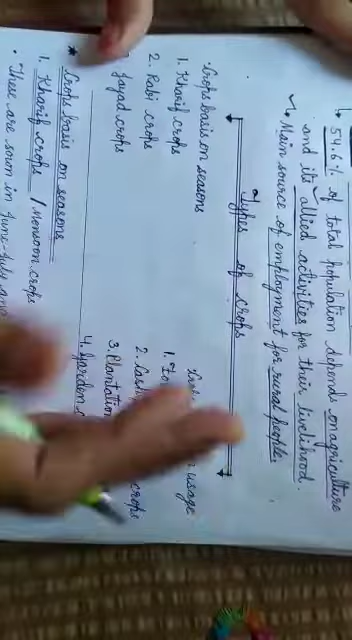 54.6% of total population depends on agriculture
and its allied activities for their livelihood.
Main source of employment for rural people.
Types of crops
Crops basis on seasons
usage
1. Kharif crops
1.
2. Rabi crops
2. Cash
Jayad crops
3. Plantation crops
4. Garden
* Crops basis on seasons
1. Kharif crops / Monsoon crops
• These are sown in June-July and